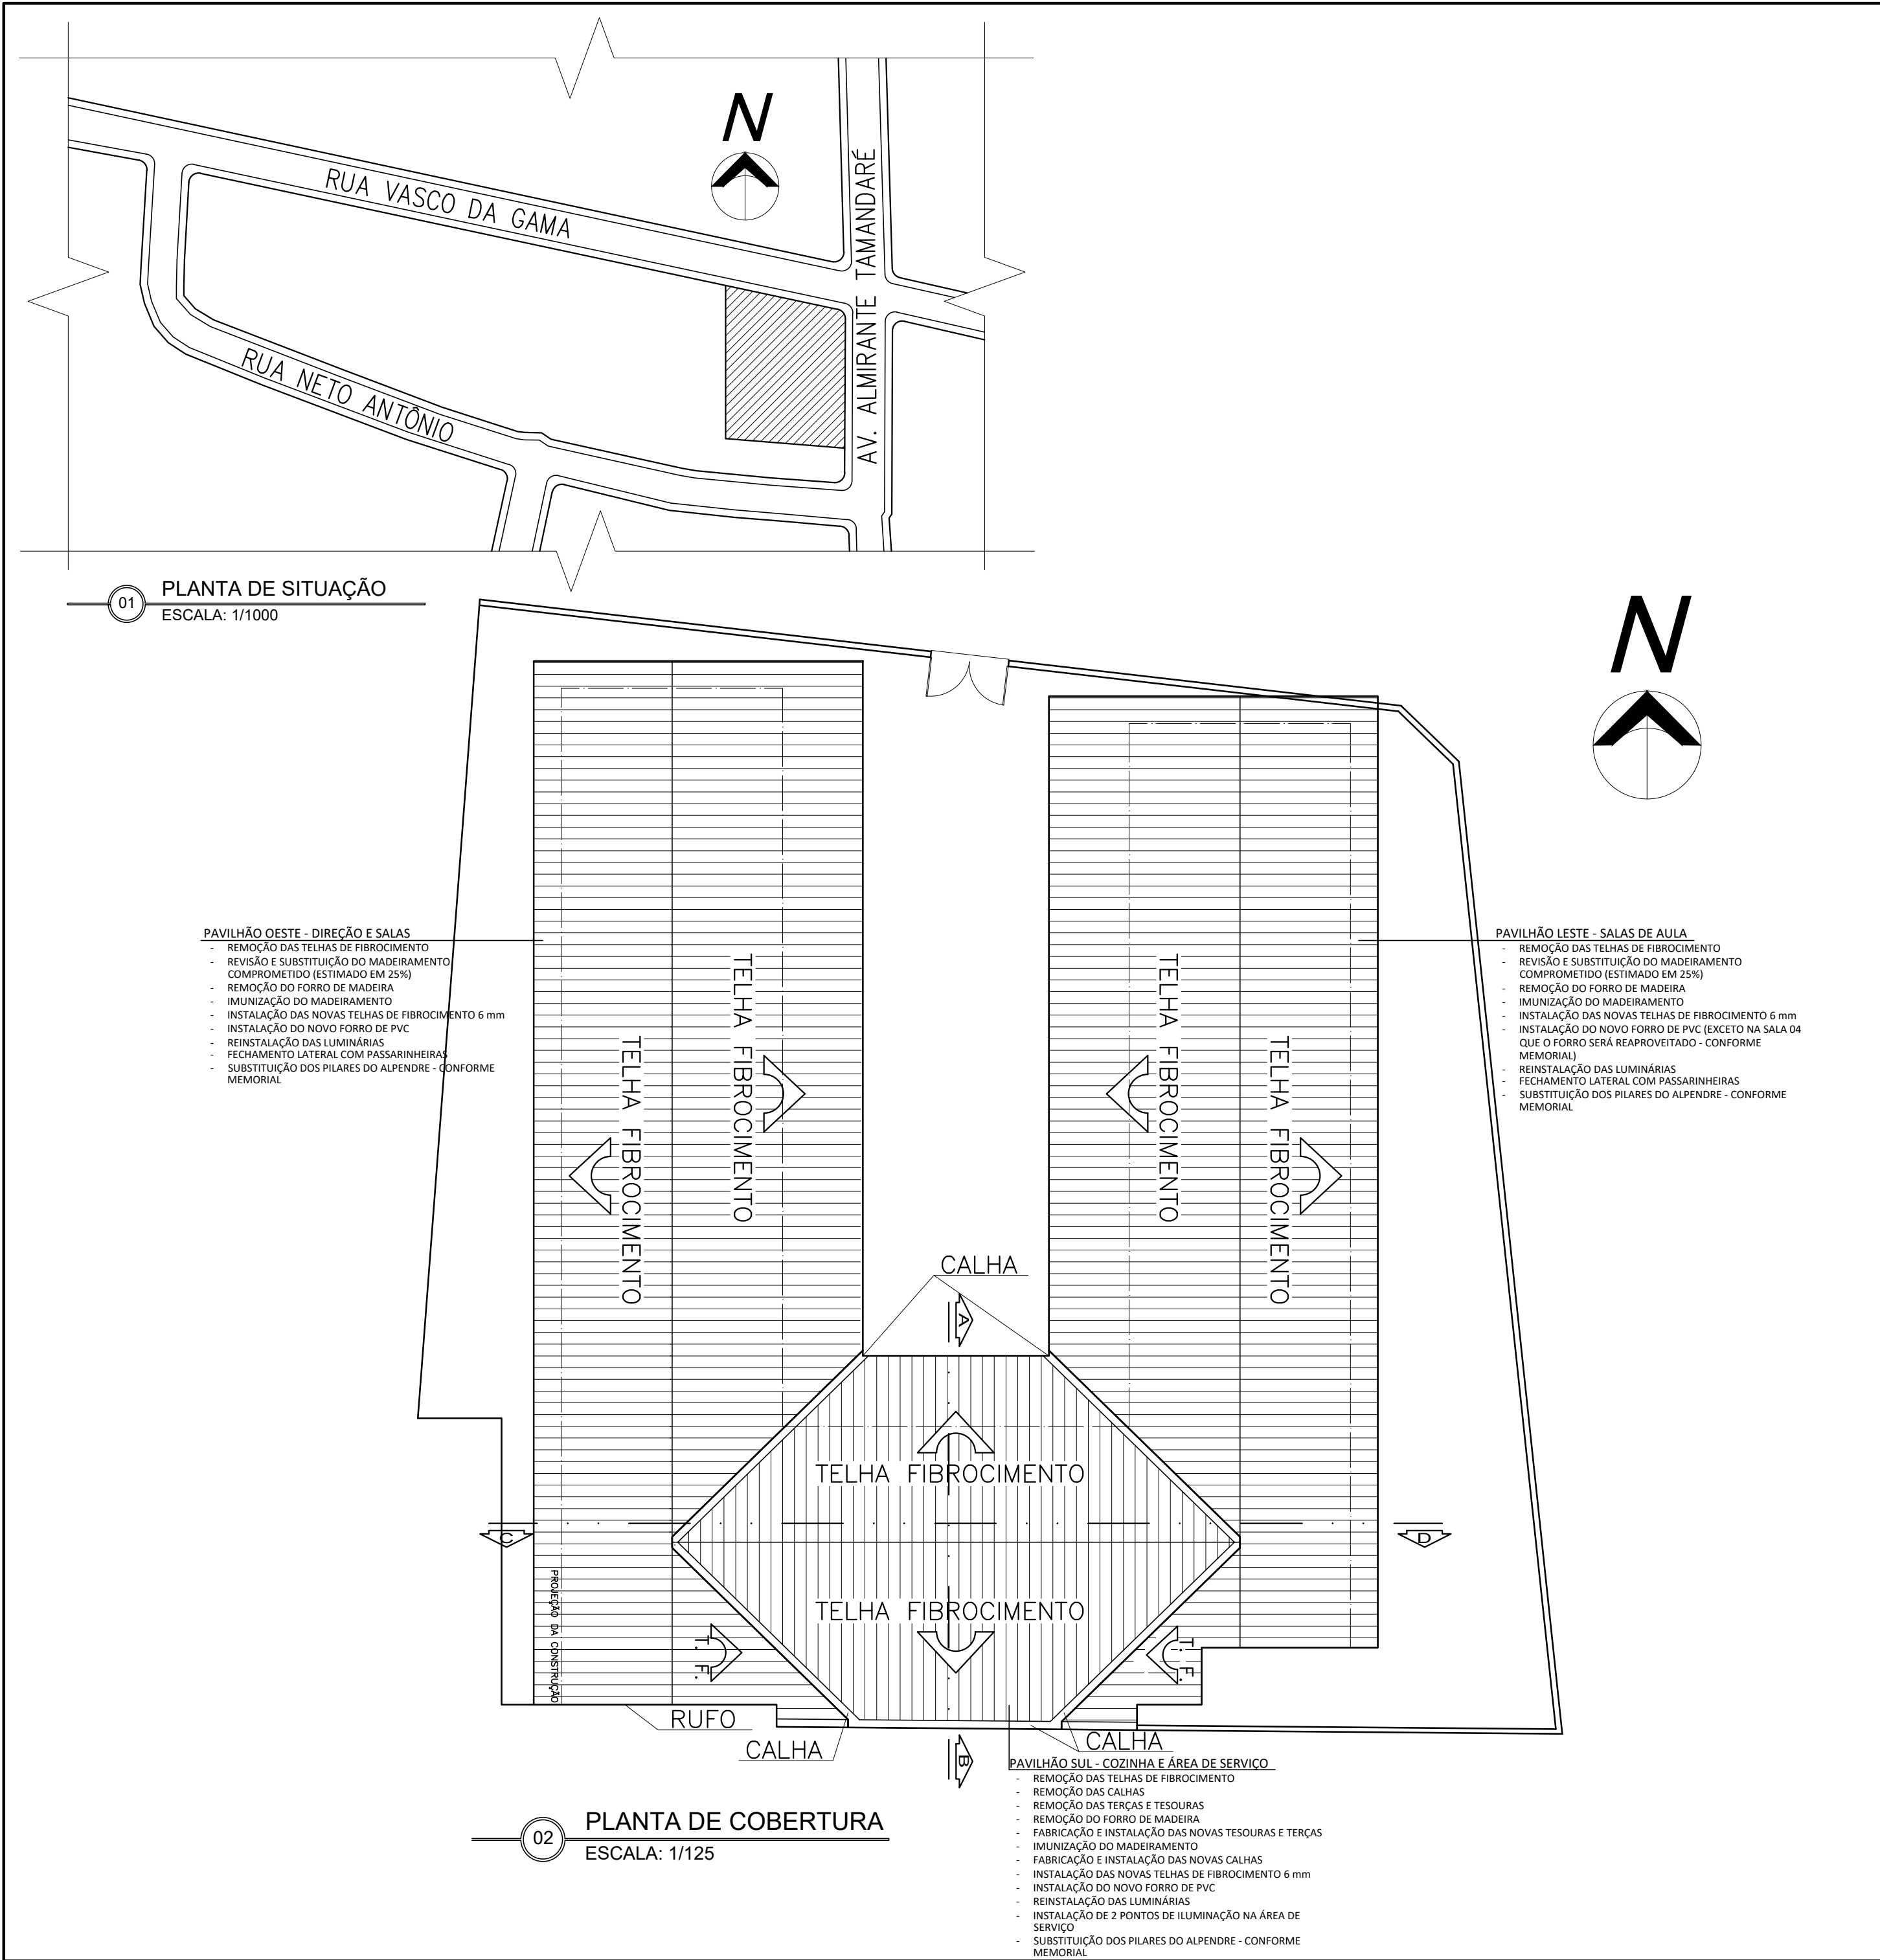 N
RUA VASCO DA GAMA
AV. ALMIRANTE TAMANDARÉ
RUA NETO ANTÔNIO
01
PLANTA DE SITUAÇÃO
ESCALA: 1/1000
N
PAVILHÃO OESTE - DIREÇÃO E SALAS
- REMOÇÃO DAS TELHAS DE FIBROCIMENTO
- REVISÃO E SUBSTITUIÇÃO DO MADEIRAMENTO
COMPROMETIDO (ESTIMADO EM 25%)
- REMOÇÃO DO FORRO DE MADEIRA
- IMUNIZAÇÃO DO MADEIRAMENTO
- INSTALAÇÃO DAS NOVAS TELHAS DE FIBROCIMENTO 6 mm
- INSTALAÇÃO DO NOVO FORRO DE PVC
- REINSTALAÇÃO DAS LUMINÁRIAS
- FECHAMENTO LATERAL COM PASSARINHEIRAS
- SUBSTITUIÇÃO DOS PILARES DO ALPENDRE - CONFORME
MEMORIAL
TELHA FIBROCIMENTO
TELHA FIBROCIMENTO
TELHA FIBROCIMENTO
TELHA FIBROCIMENTO
PAVILHÃO LESTE - SALAS DE AULA
- REMOÇÃO DAS TELHAS DE FIBROCIMENTO
- REVISÃO E SUBSTITUIÇÃO DO MADEIRAMENTO
COMPROMETIDO (ESTIMADO EM 25%)
- REMOÇÃO DO FORRO DE MADEIRA
- IMUNIZAÇÃO DO MADEIRAMENTO
- INSTALAÇÃO DAS NOVAS TELHAS DE FIBROCIMENTO 6 mm
- INSTALAÇÃO DO NOVO FORRO DE PVC (EXCETO NA SALA 04
QUE O FORRO SERÁ REAPROVEITADO - CONFORME
MEMORIAL)
- REINSTALAÇÃO DAS LUMINÁRIAS
- FECHAMENTO LATERAL COM PASSARINHEIRAS
- SUBSTITUIÇÃO DOS PILARES DO ALPENDRE - CONFORME
MEMORIAL
CALHA
A
TELHA FIBROCIMENTO
C
D
TELHA FIBROCIMENTO
PROJEÇÃO DA CONSTRUÇÃO
T. F.
T. F.
RUFO
CALHA
CALHA
B
PAVILHÃO SUL - COZINHA E ÁREA DE SERVIÇO
- REMOÇÃO DAS TELHAS DE FIBROCIMENTO
- REMOÇÃO DAS CALHAS
- REMOÇÃO DAS TERÇAS E TESOURAS
- REMOÇÃO DO FORRO DE MADEIRA
- FABRICAÇÃO E INSTALAÇÃO DAS NOVAS TESOURAS E TERÇAS
- IMUNIZAÇÃO DO MADEIRAMENTO
- FABRICAÇÃO E INSTALAÇÃO DAS NOVAS CALHAS
- INSTALAÇÃO DAS NOVAS TELHAS DE FIBROCIMENTO 6 mm
- INSTALAÇÃO DO NOVO FORRO DE PVC
- REINSTALAÇÃO DAS LUMINÁRIAS
- INSTALAÇÃO DE 2 PONTOS DE ILUMINAÇÃO NA ÁREA DE
SERVIÇO
- SUBSTITUIÇÃO DOS PILARES DO ALPENDRE - CONFORME
MEMORIAL
02
PLANTA DE COBERTURA
ESCALA: 1/125